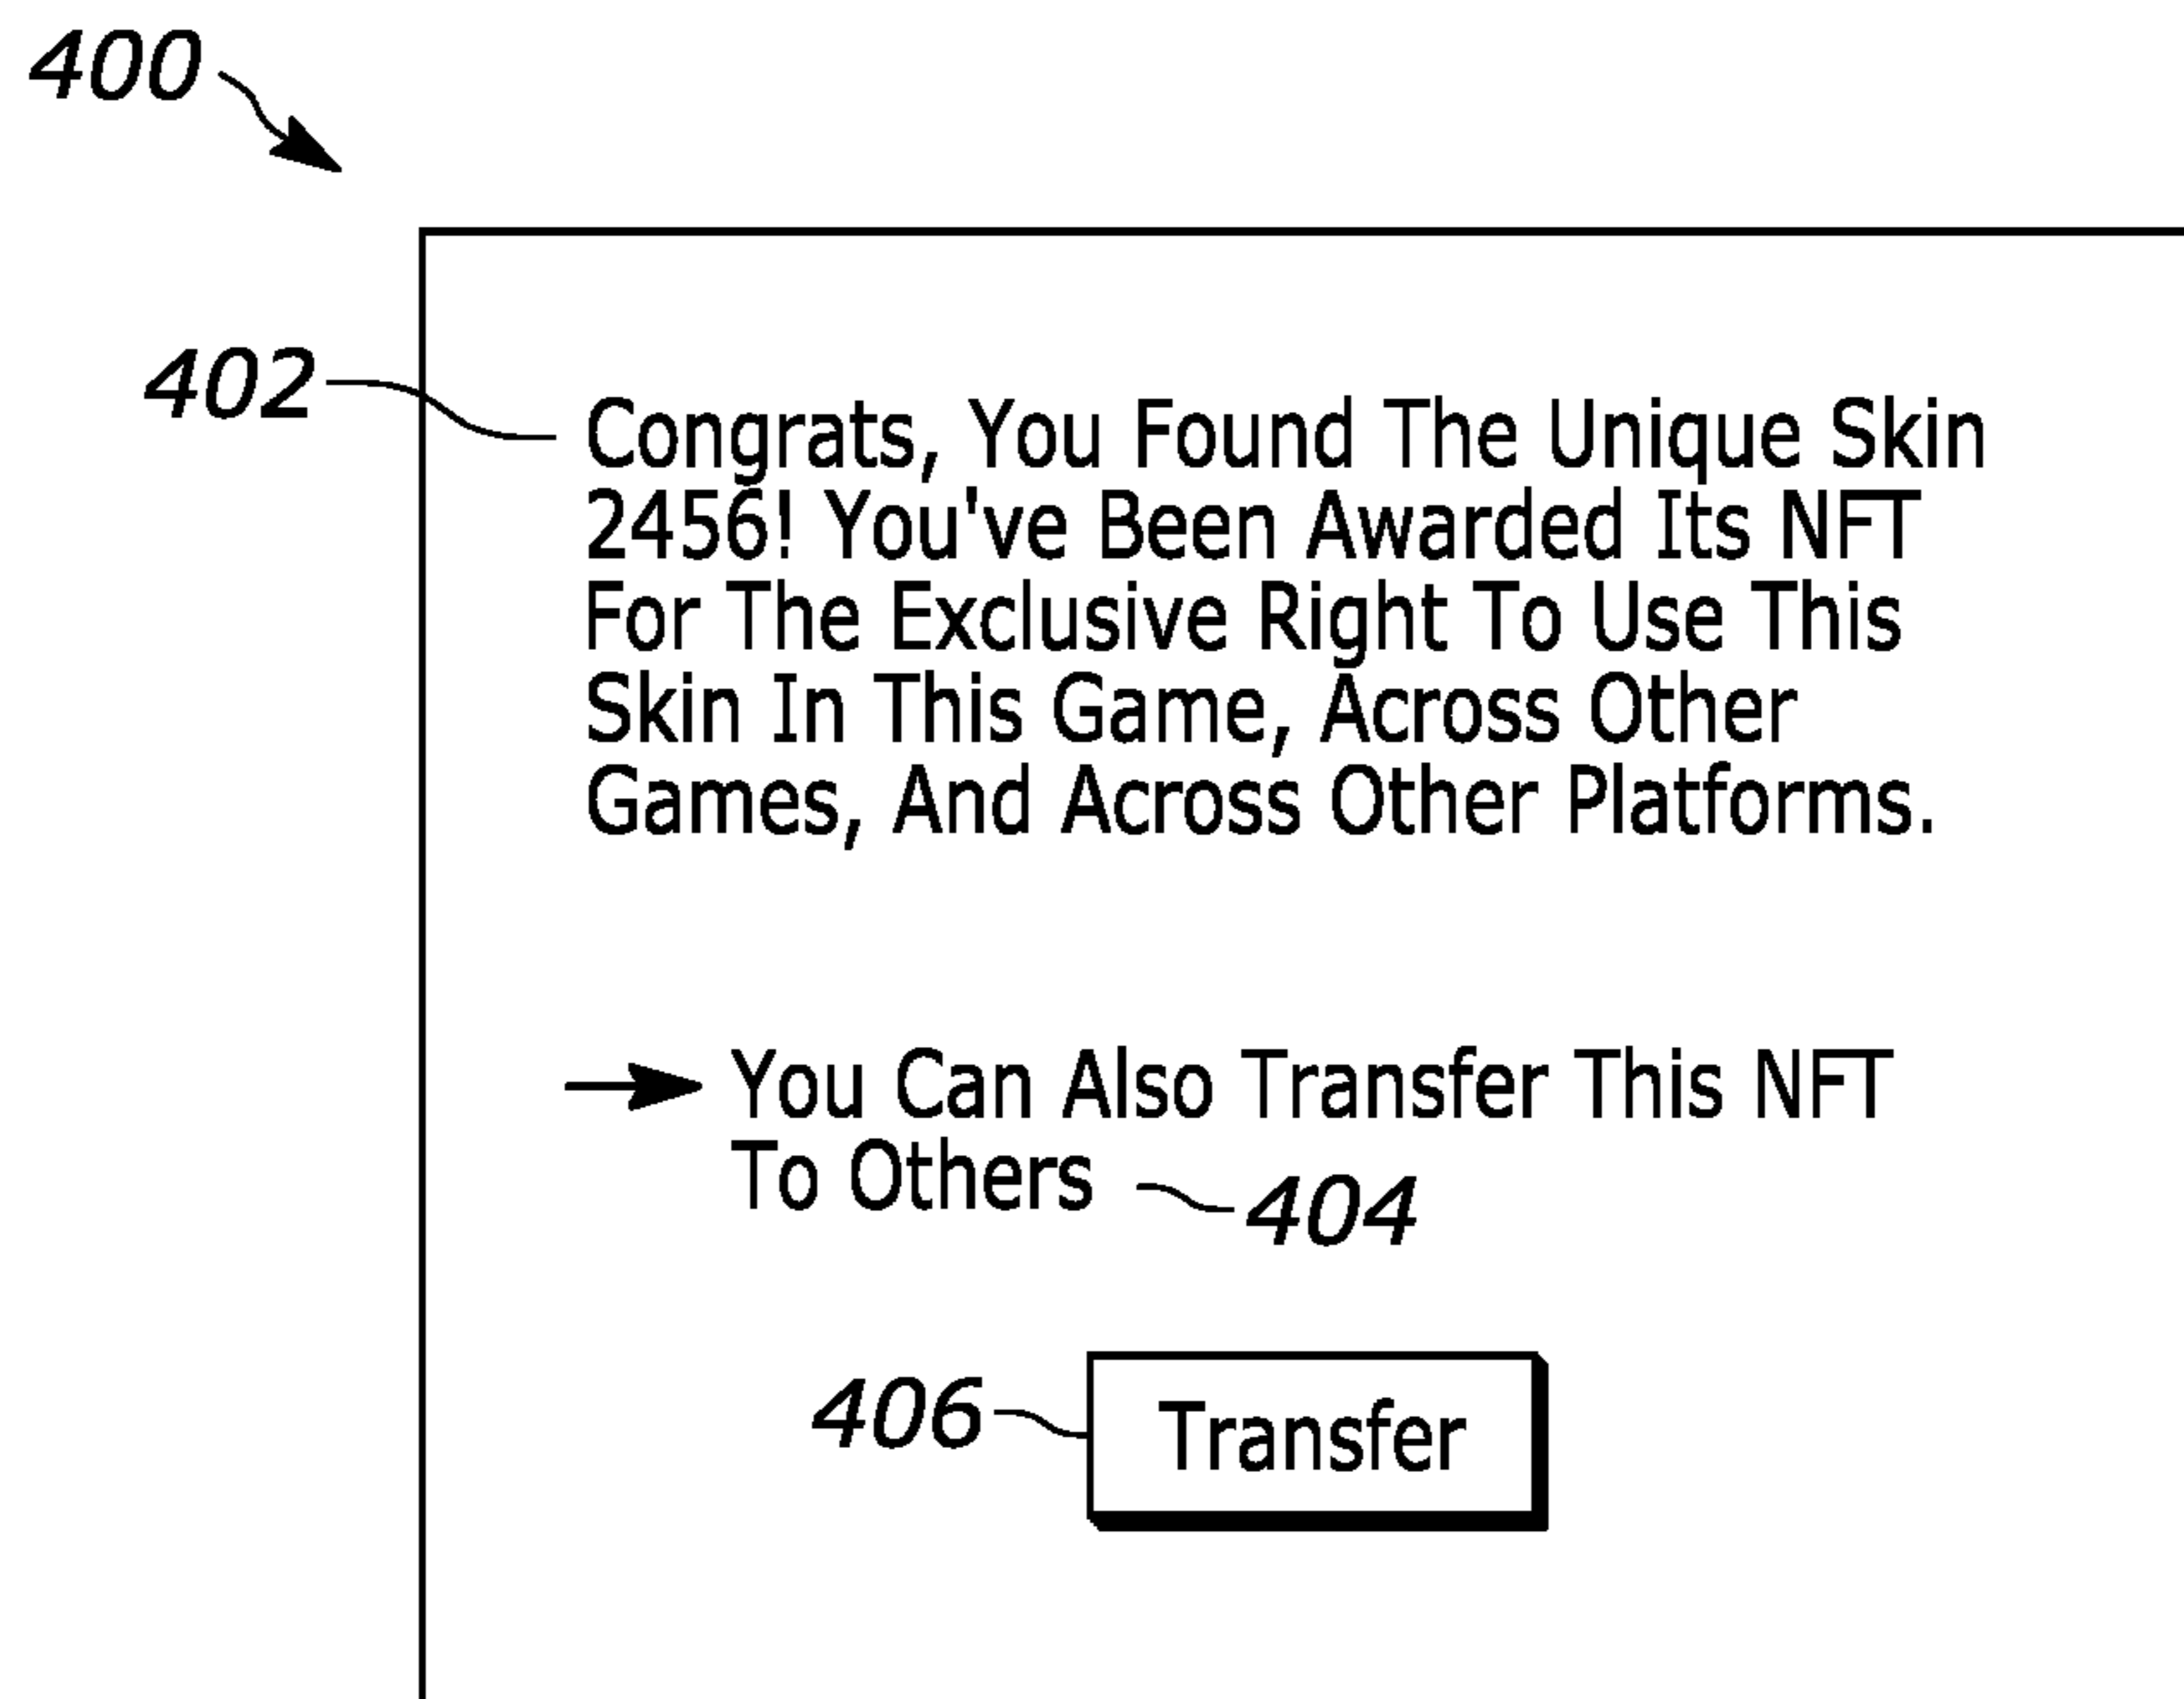 400
402
Congrats, You Found The Unique Skin
2456! You've Been Awarded Its NFT
For The Exclusive Right To Use This
Skin In This Game, Across Other
Games, And Across Other Platforms.
You Can Also Transfer This NFT
To Others
404
406
Transfer